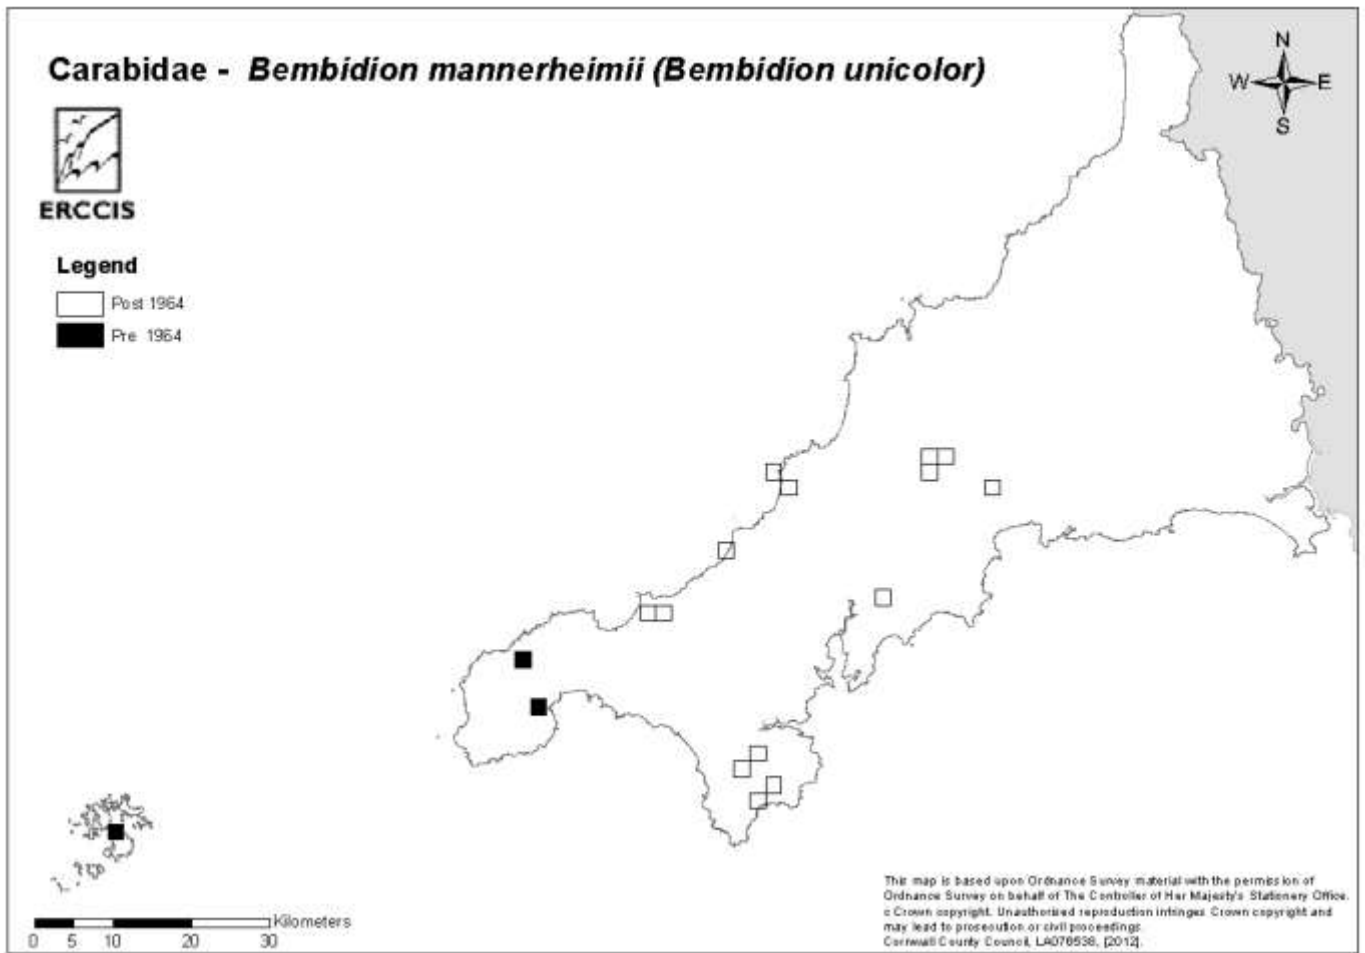 Carabidae - Bembidion mannerheimii (Bembidion unicolor)
N
W E
S
ERCCIS
Legend
Post 1964
Pre 1964
This map is based upon Ordnance Survey material with the permission of
Ordnance Survey on behalf of The Controller of Her Majesty's Stationery Office.
c Crown copyright. Unauthorised reproduction infringes Crown copyright and
may lead to prosecution or civil proceedings.
Cornwall County Council, LA076538, [2012].
Kilometers
0 5 10 20 30